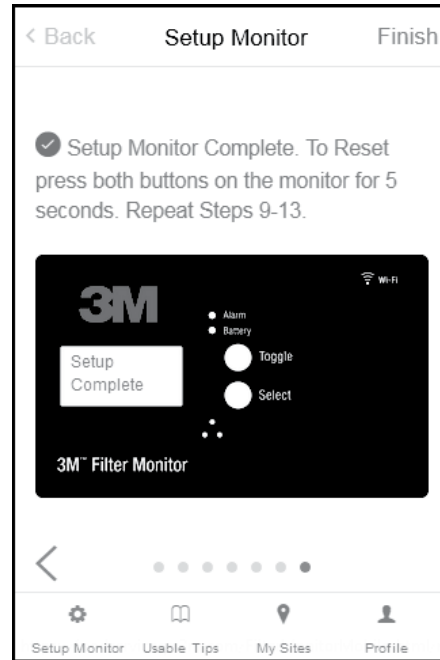 < Back Setup Monitor Finish
Setup Monitor Complete. To Reset
press both buttons on the monitor for 5
seconds. Repeat Steps 9-13.
Wi-Fi
3M
Alarm
Battery
Setup
Complete
Toggle
Select
3M™ Filter Monitor
Setup Monitor Usable Tips My Sites Profile